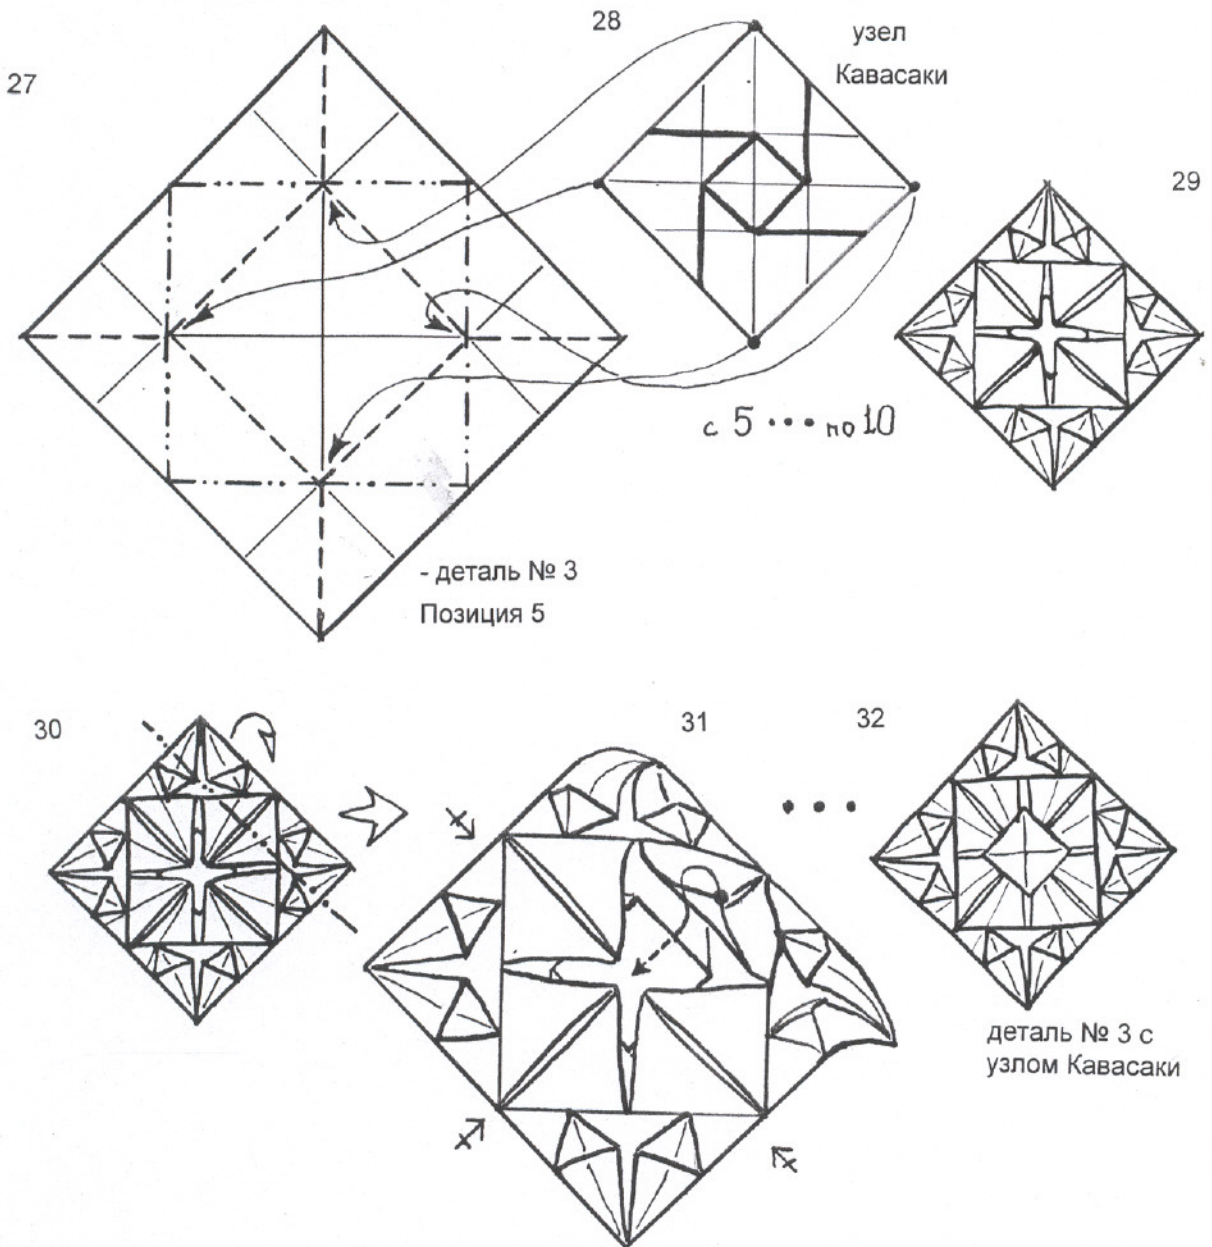 27
28
узел
Кавасаки
29
с 5 ••• по 10
- деталь № 3
Позиция 5
30
31
• • •
32
деталь № 3 с
узлом Кавасаки